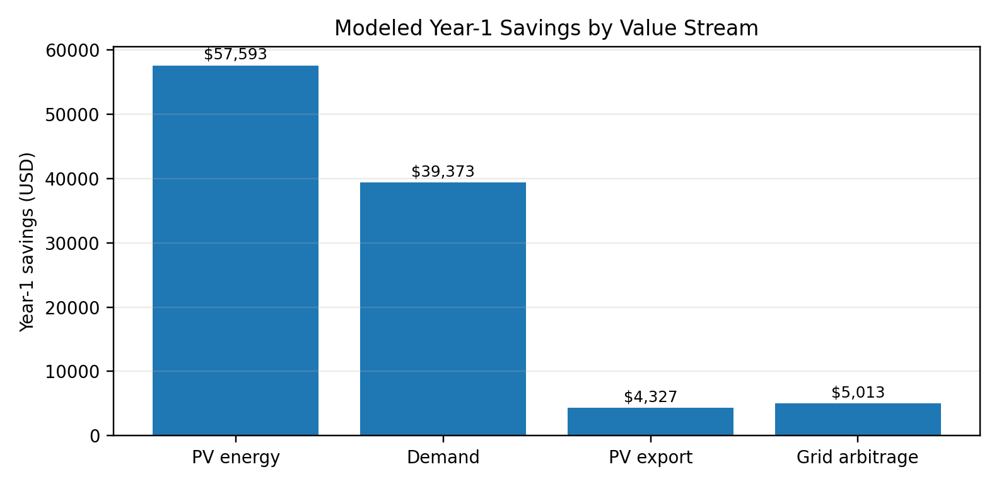 Modeled Year-1 Savings by Value Stream
Year-1 savings (USD)
60000
50000
40000
30000
20000
10000
0
$57,593
$39,373
$4,327
$5,013
PV energy
Demand
PV export
Grid arbitrage